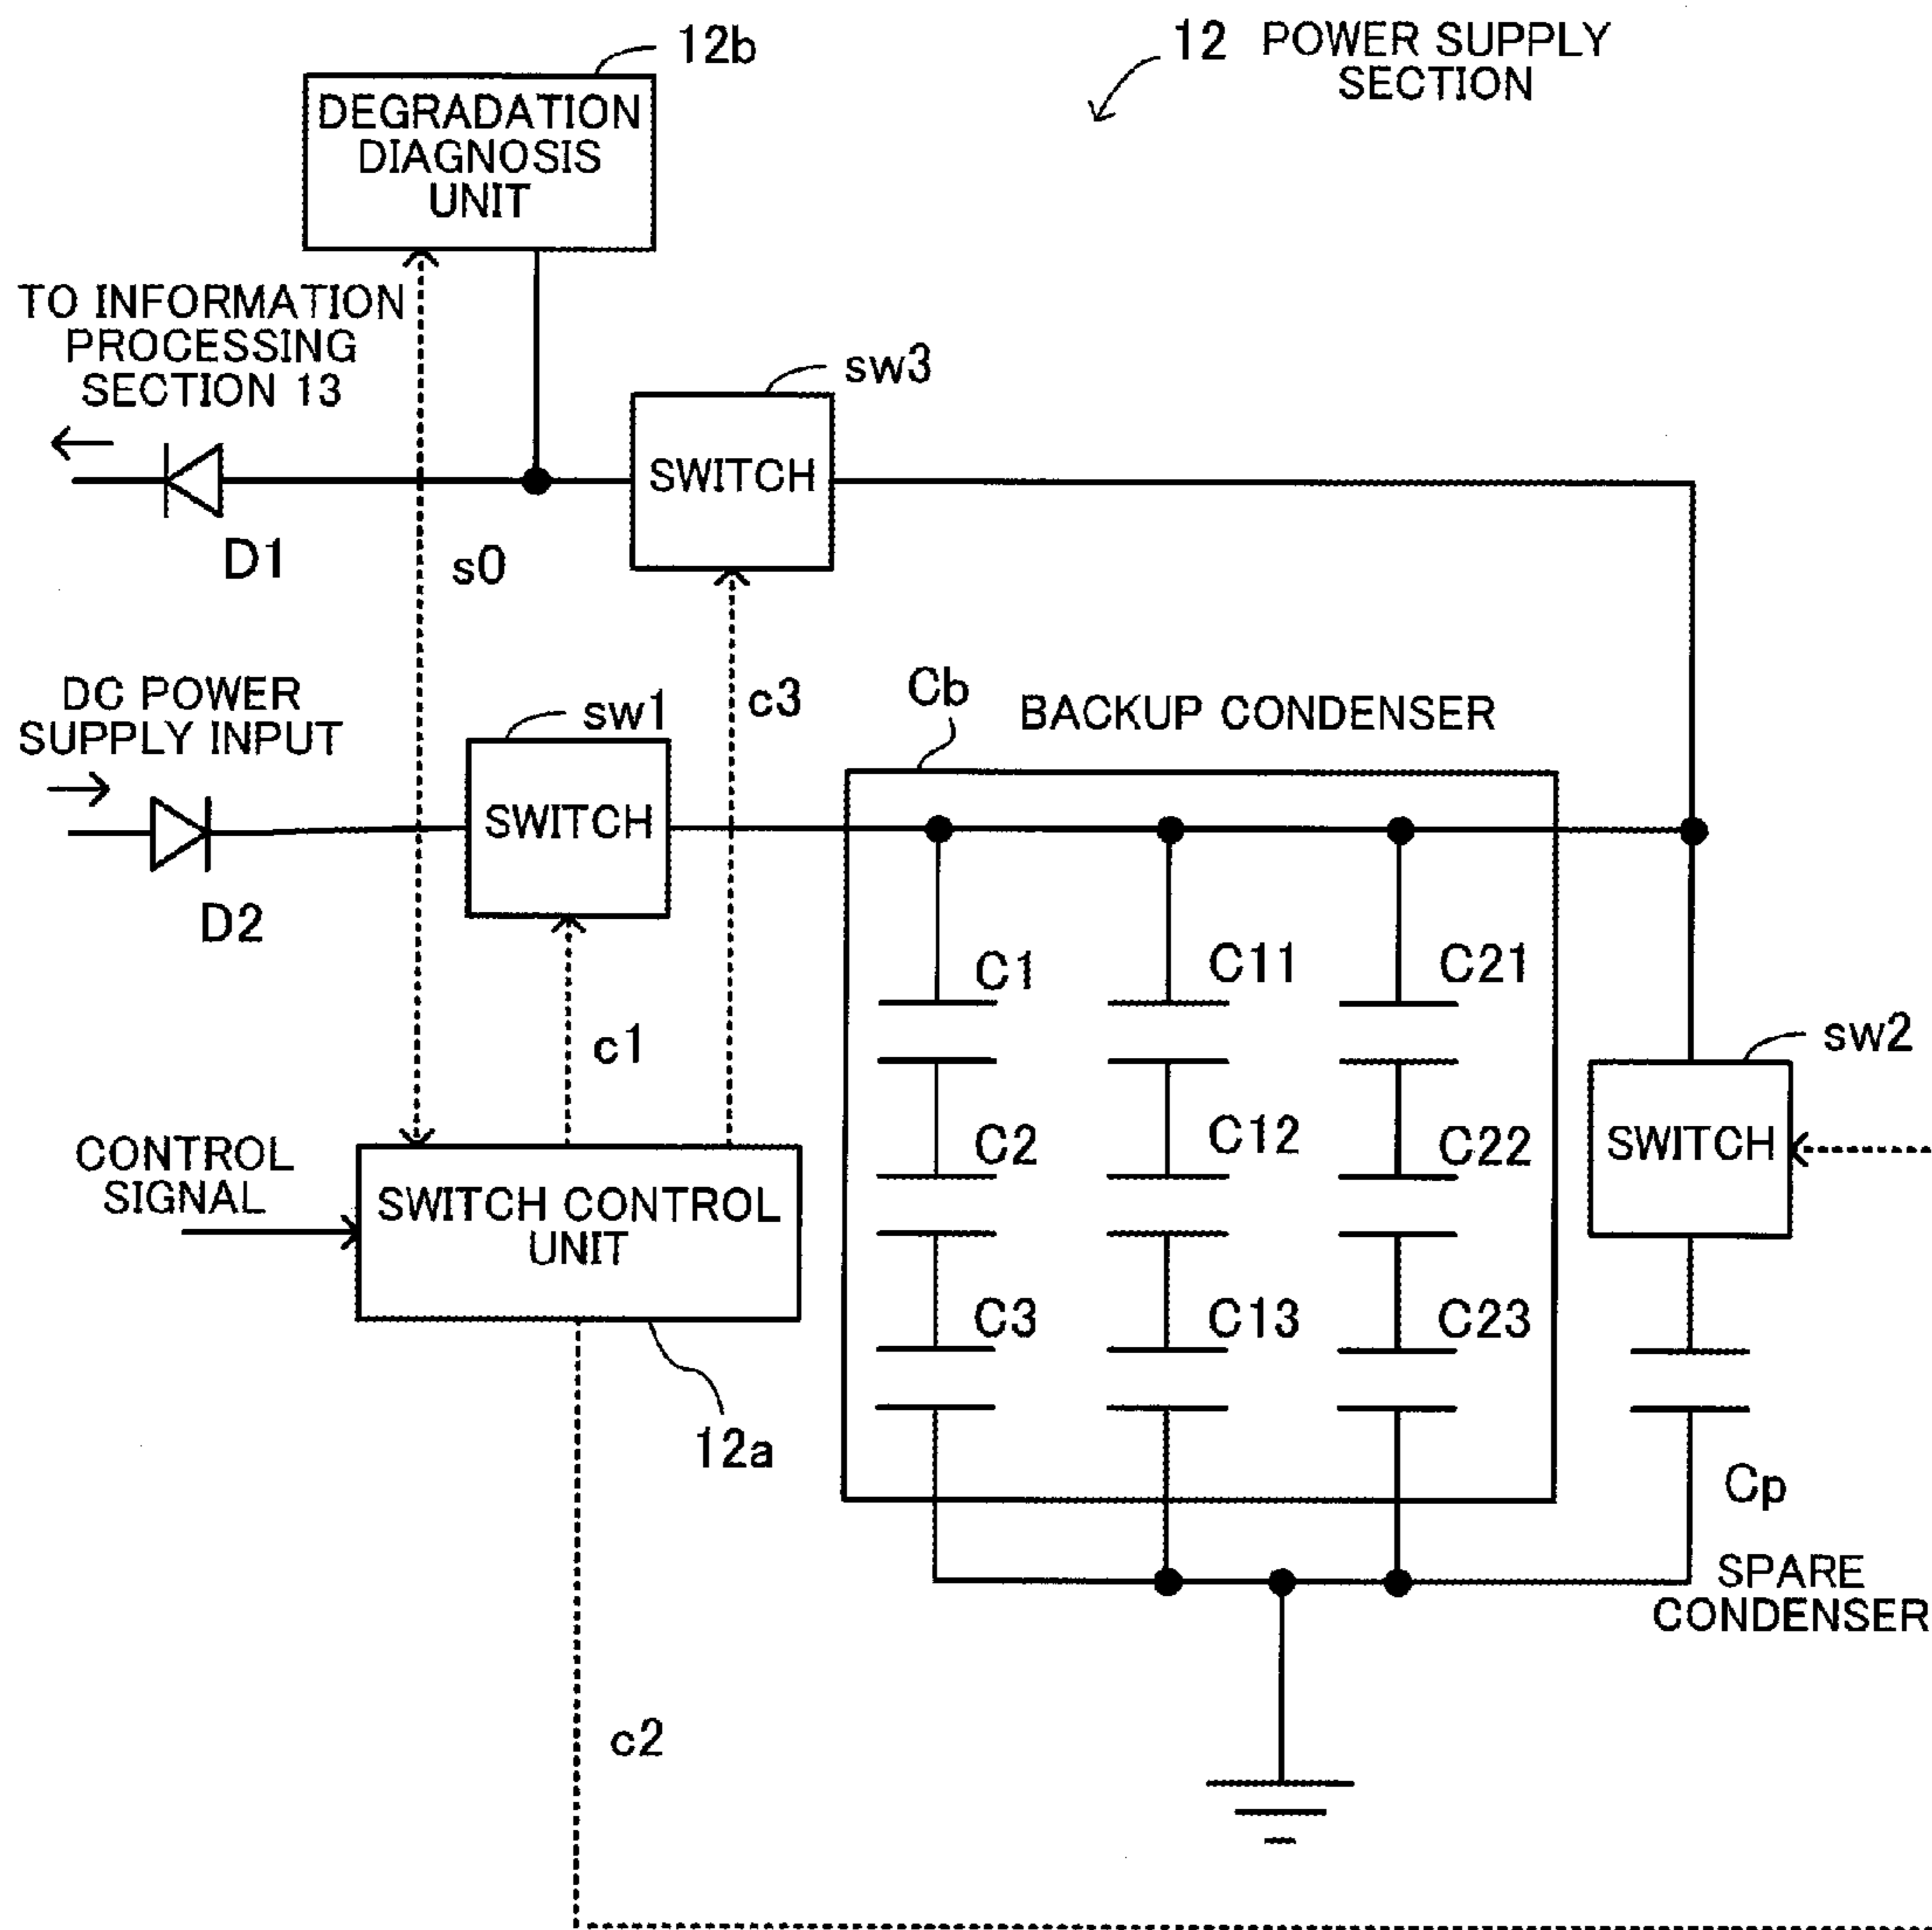 12b
12 POWER SUPPLY
SECTION
DEGRADATION
DIAGNOSIS
UNIT
TO INFORMATION
PROCESSING
SECTION 13
sw3
SWITCH
D1
s0
DC POWER
SUPPLY INPUT
sw1
c3
Cb
BACKUP CONDENSER
SWITCH
D2
C1
C11
C21
c1
sw2
CONTROL
SIGNAL
C2
C12
C22
SWITCH
SWITCH CONTROL
UNIT
C3
C13
C23
12a
Cp
SPARE
CONDENSER
c2